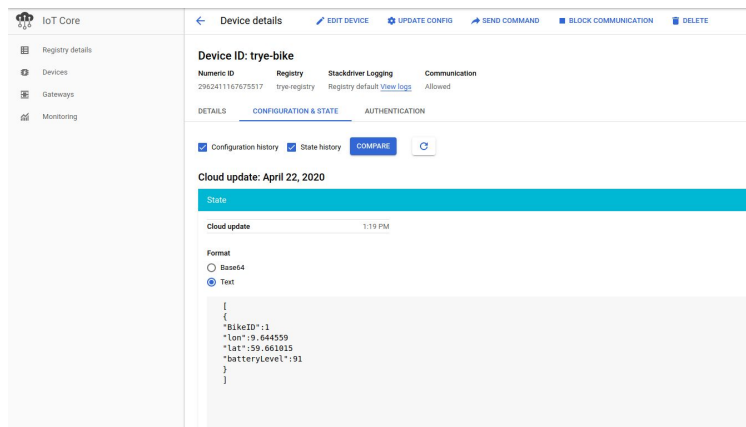 IoT Core
Registry details
Devices
Gateways
Monitoring
Device details
EDIT DEVICE
UPDATE CONFIG
SEND COMMAND
BLOCK COMMUNICATION
DELETE
Device ID: trye-bike
Numeric ID Registry Stackdriver Logging Communication
2962411167675517 trye-registry Registry default View logs Allowed
DETAILS CONFIGURATION & STATE AUTHENTICATION
Configuration history State history COMPARE
Cloud update: April 22, 2020
State
Cloud update 1:19 PM
Format
Base64
Text
[
{
"BikeID":1
"lon":9.644559
"lat":59.661015
"batteryLevel":91
}
]